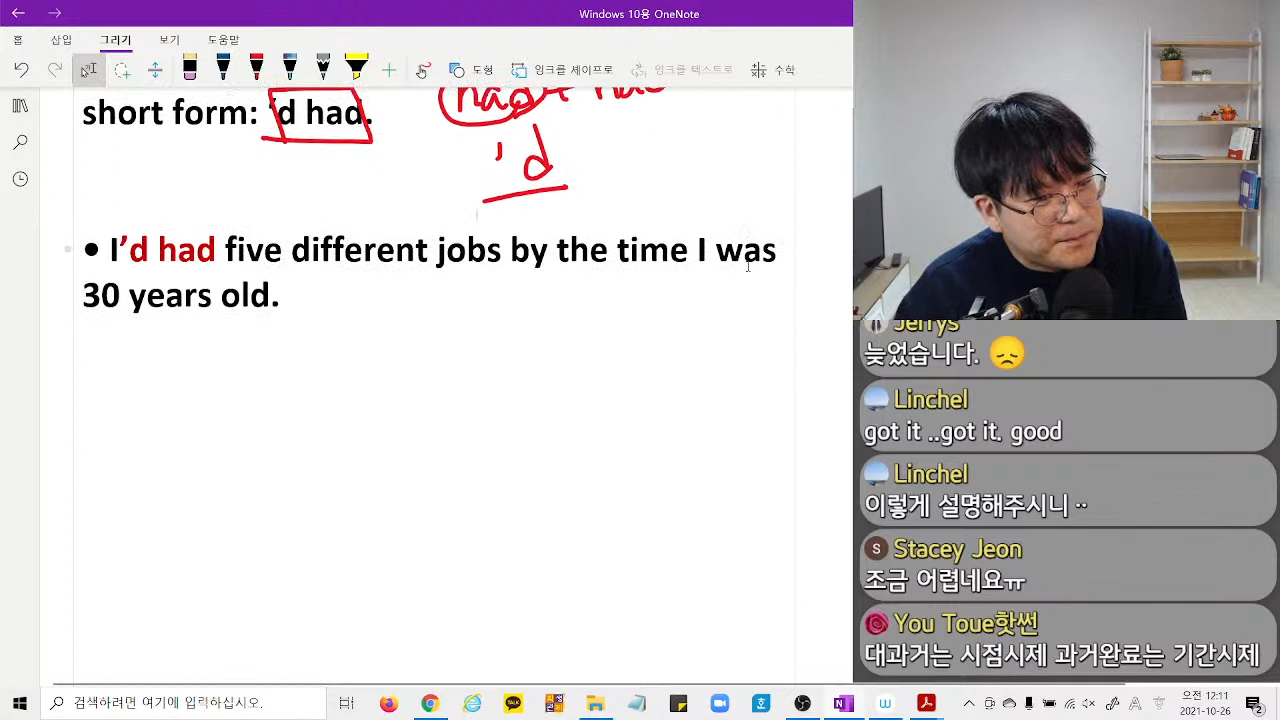 Windows 10용 OneNote
홈 삽입 그리기 보기 도움말
도형 잉크를 셰이프로 잉크를 텍스트로 수학
short form: ‘d had.
had + had
'd
• I’d had five different jobs by the time I was
30 years old.
Jerrys
늦었습니다. 😞
Linchel
got it ..got it. good
Linchel
이렇게 설명해주시니··
S Stacey Jeon
조금 어렵네요ㅠ
You Toue핫썬
대과거는 시점시제 과거완료는 기간시제
검색하려면 여기에 입력하십시오.
TALK
A
오전 11:11
2021-10-26
2